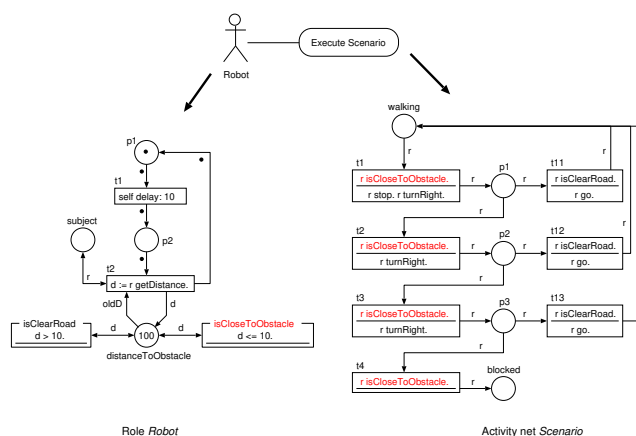 Execute Scenario
Robot
p1
t1
self delay: 10
subject
p2
t2
r
d := r getDistance.
oldD
d
isClearRoad
d > 10.
d
100
d
isCloseToObstacle
d <= 10.
distanceToObstacle
Role Robot
walking
r
r
r
t1
r isCloseToObstacle.
r stop. r turnRight.
r
p1
r
t11
r isClearRoad.
r go.
r
t2
r isCloseToObstacle.
r turnRight.
r
p2
r
t12
r isClearRoad.
r go.
r
t3
r isCloseToObstacle.
r turnRight.
r
p3
r
t13
r isClearRoad.
r go.
r
t4
r isCloseToObstacle.
r
blocked
Activity net Scenario